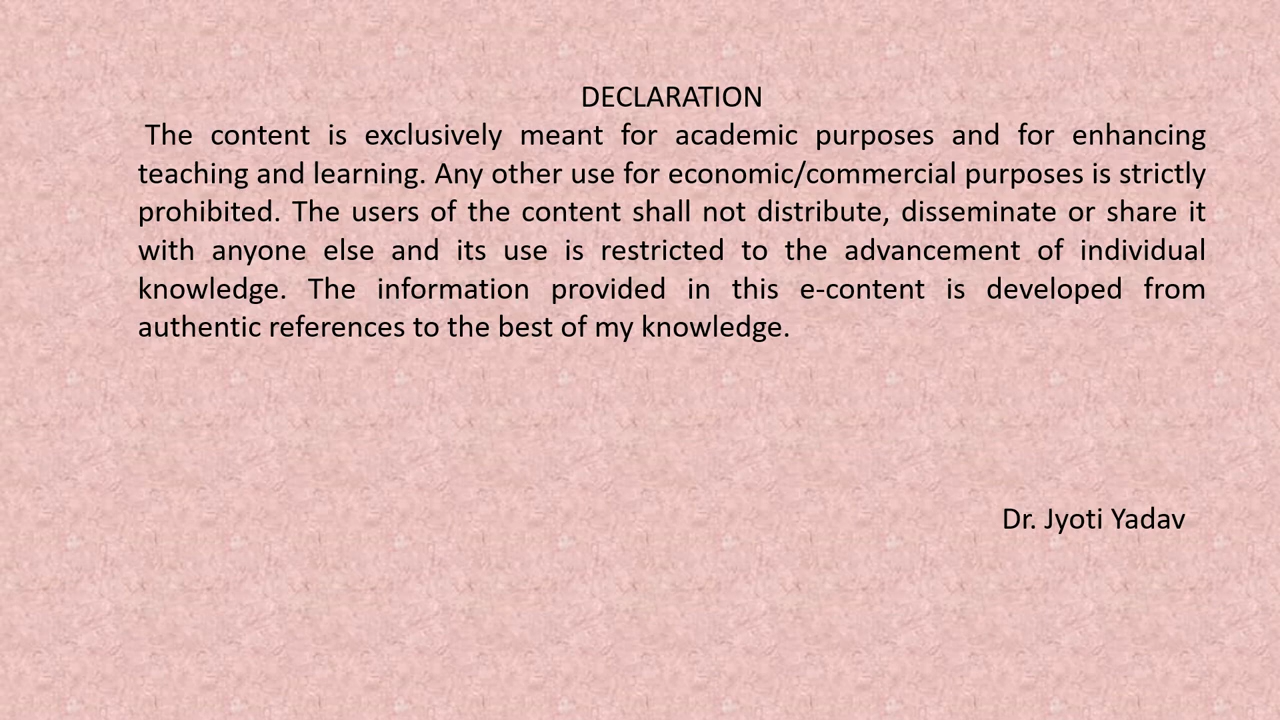 DECLARATION
The content is exclusively meant for academic purposes and for enhancing
teaching and learning. Any other use for economic/commercial purposes is strictly
prohibited. The users of the content shall not distribute, disseminate or share it
with anyone else and its use is restricted to the advancement of individual
knowledge. The information provided in this e-content is developed from
authentic references to the best of my knowledge.
Dr. Jyoti Yadav